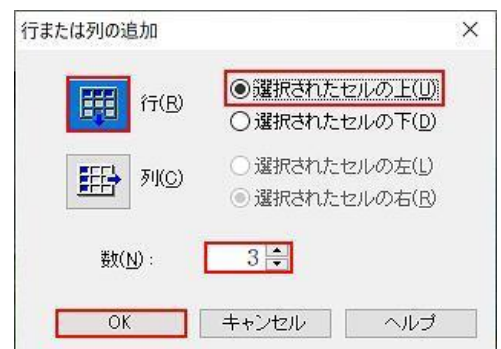 行または列の追加
行(R)
選択されたセルの上(U)
選択されたセルの下(D)
列(C)
選択されたセルの左(L)
選択されたセルの右(R)
数(N): 3
OK キャンセル ヘルプ